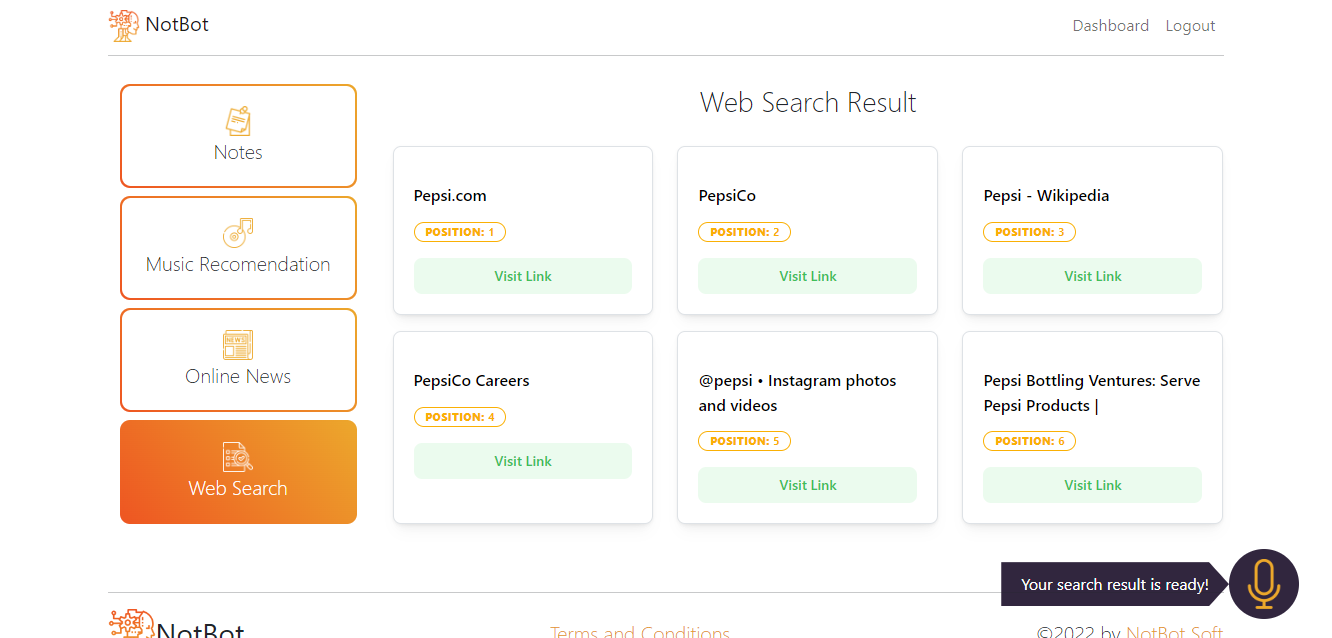 NotBot
Dashboard
Logout
Notes
Music Recomendation
Online News
NEWS
Web Search
Web Search Result
Pepsi.com
POSITION: 1
Visit Link
PepsiCo
POSITION: 2
Visit Link
Pepsi - Wikipedia
POSITION: 3
Visit Link
PepsiCo Careers
POSITION: 4
Visit Link
@pepsi • Instagram photos
and videos
POSITION: 5
Visit Link
Pepsi Bottling Ventures: Serve
Pepsi Products |
POSITION: 6
Visit Link
Your search result is ready!
NotBot
Terms and Conditions
©2022 by NotBot Soft